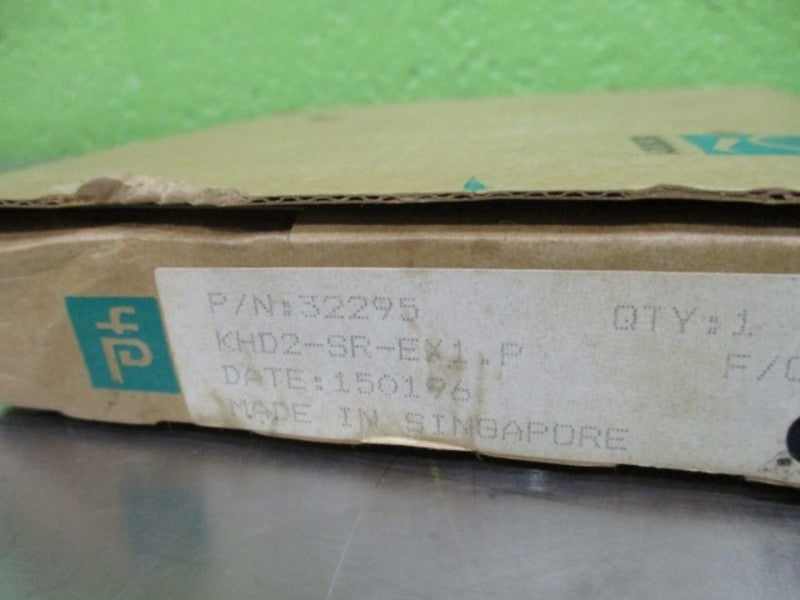 P/N:32295 QTY:1
KHD2-SR-EX1.P F/C
DATE:150196
MADE IN SINGAPORE